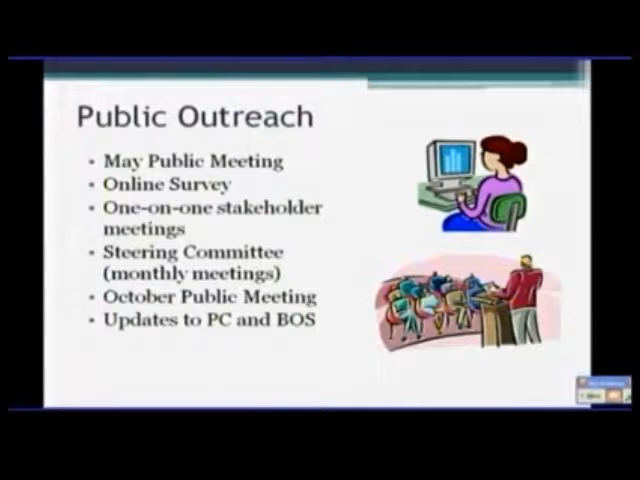 Public Outreach
• May Public Meeting
• Online Survey
• One-on-one stakeholder
meetings
• Steering Committee
(monthly meetings)
• October Public Meeting
• Updates to PC and BOS